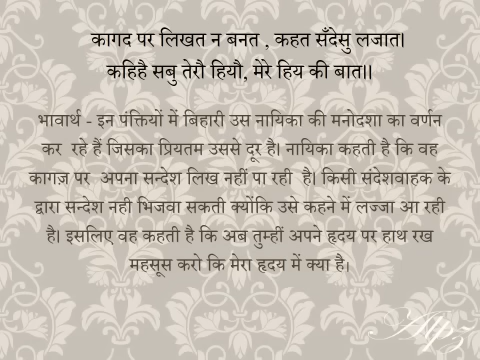 कागद पर लिखत न बनत , कहत सँदेसु लजात।
कहिहै सबु तेरौ हियौ, मेरे हिय की बात।।
भावार्थ - इन पंक्तियों में बिहारी उस नायिका की मनोदशा का वर्णन
कर रहे हैं जिसका प्रियतम उससे दूर है। नायिका कहती है कि वह
कागज़ पर अपना सन्देश लिख नहीं पा रही है। किसी संदेशवाहक के
द्वारा सन्देश नही भिजवा सकती क्योंकि उसे कहने में लज्जा आ रही
है। इसलिए वह कहती है कि अब तुम्हीं अपने हृदय पर हाथ रख
महसूस करो कि मेरा हृदय में क्या है।